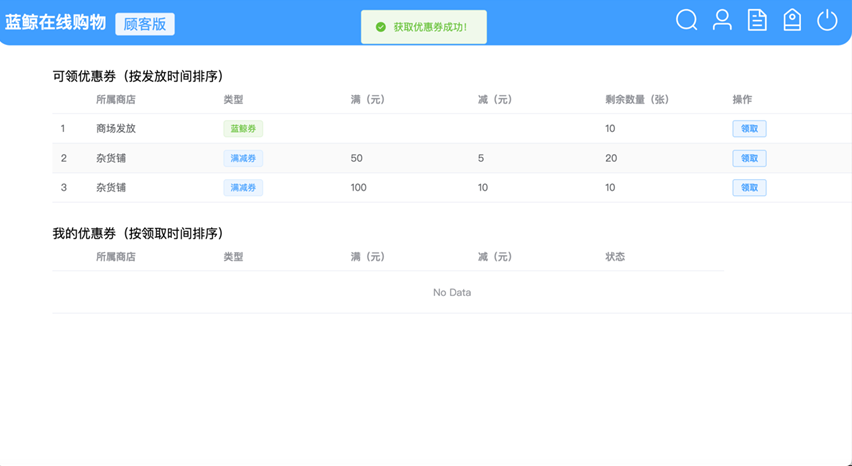 蓝鲸在线购物 顾客版
获取优惠券成功!
可领优惠券（按发放时间排序）
所属商店 类型 满（元） 减（元） 剩余数量（张） 操作
1 商场发放 蓝鲸券 10 领取
2 杂货铺 满减券 50 5 20 领取
3 杂货铺 满减券 100 10 10 领取
我的优惠券（按领取时间排序）
所属商店 类型 满（元） 减（元） 状态
No Data